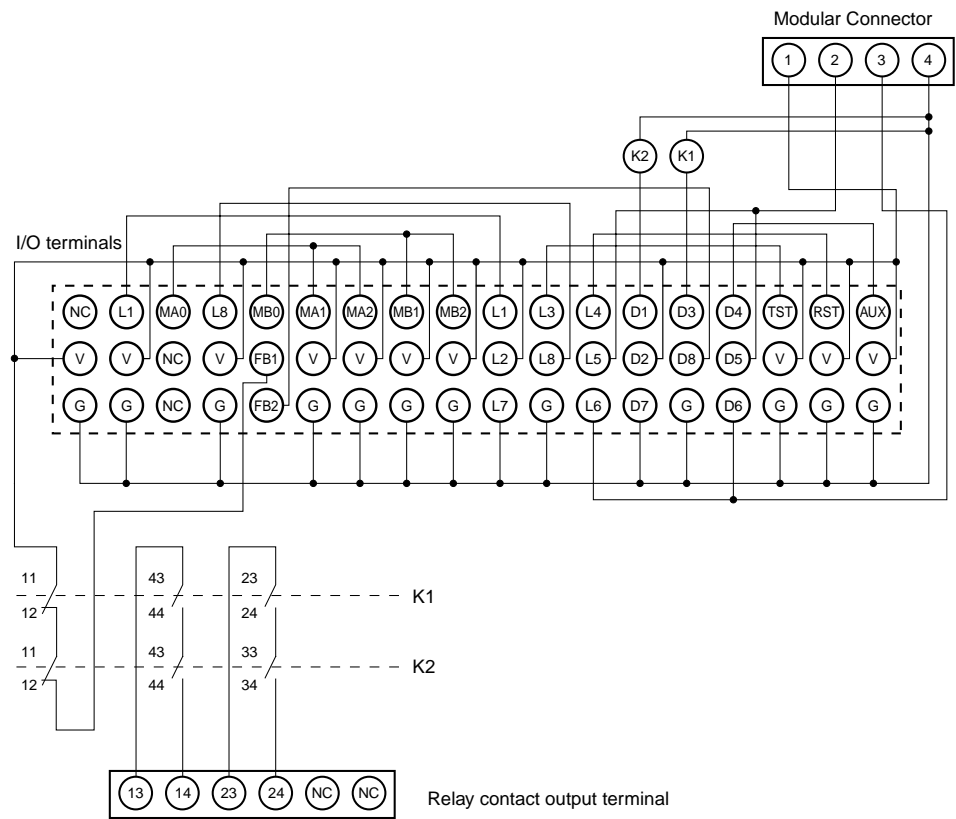 Modular Connector
1 2 3 4
K2 K1
I/O terminals
NC L1 MA0 L8 MB0 MA1 MA2 MB1 MB2 L1 L3 L4 D1 D3 D4 TST RST AUX
V V NC V FB1 V V V V L2 L8 L5 D2 D8 D5 V V V
G G NC G FB2 G G G G L7 G L6 D7 G D6 G G G
11 43 23
K1
12 44 24
11 43 33
K2
12 44 34
13 14 23 24 NC NC
Relay contact output terminal